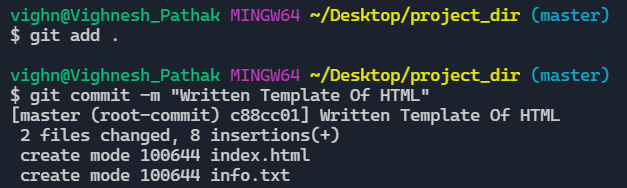 vighn@Vighnesh_Pathak MINGW64 ~/Desktop/project_dir (master)
$ git add .
vighn@Vighnesh_Pathak MINGW64 ~/Desktop/project_dir (master)
$ git commit -m "Written Template Of HTML"
[master (root-commit) c88cc01] Written Template Of HTML
 2 files changed, 8 insertions(+)
 create mode 100644 index.html
 create mode 100644 info.txt